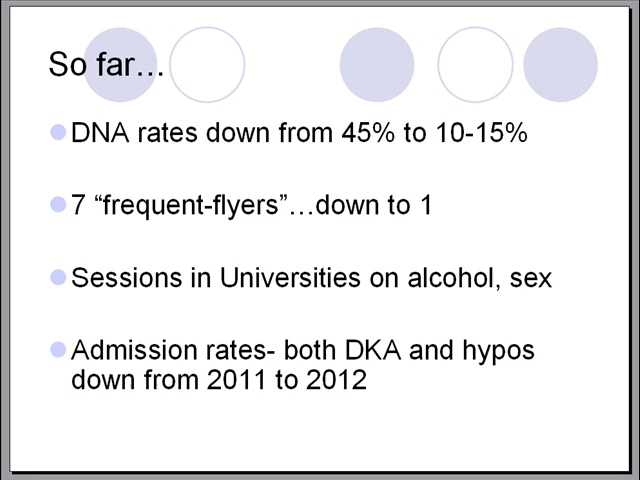 So far…
DNA rates down from 45% to 10-15%
7 “frequent-flyers”…down to 1
Sessions in Universities on alcohol, sex
Admission rates- both DKA and hypos
down from 2011 to 2012